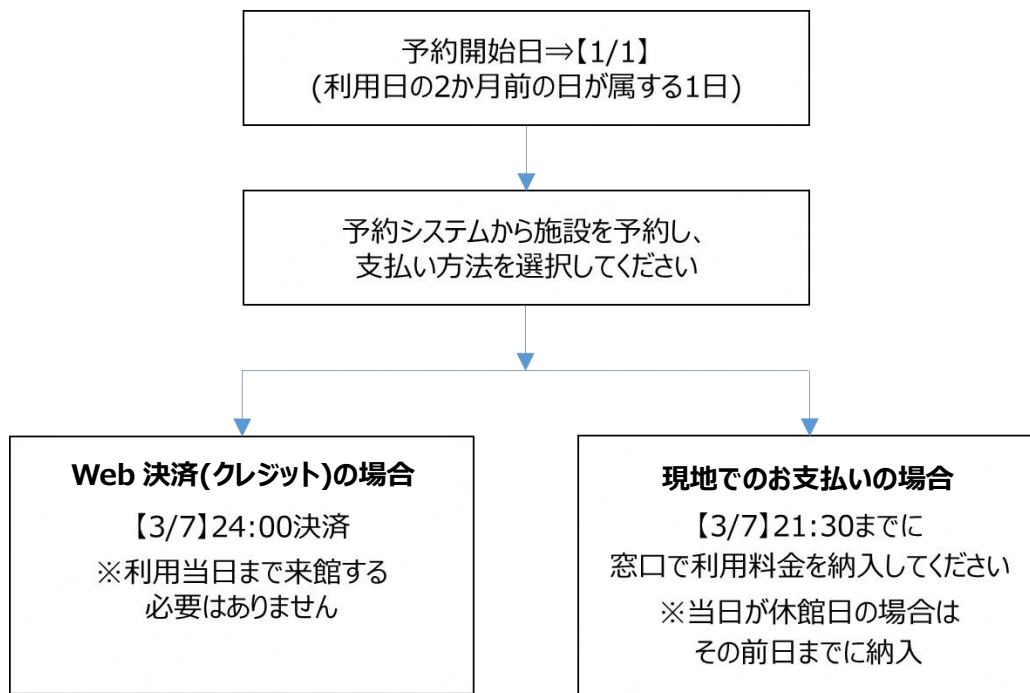 予約開始日⇒【1/1】
(利用日の2か月前の日が属する1日)
予約システムから施設を予約し、
支払い方法を選択してください
Web 決済(クレジット)の場合
【3/7】24:00決済
※利用当日まで来館する
必要はありません
現地でのお支払いの場合
【3/7】21:30までに
窓口で利用料金を納入してください
※当日が休館日の場合は
その前日までに納入